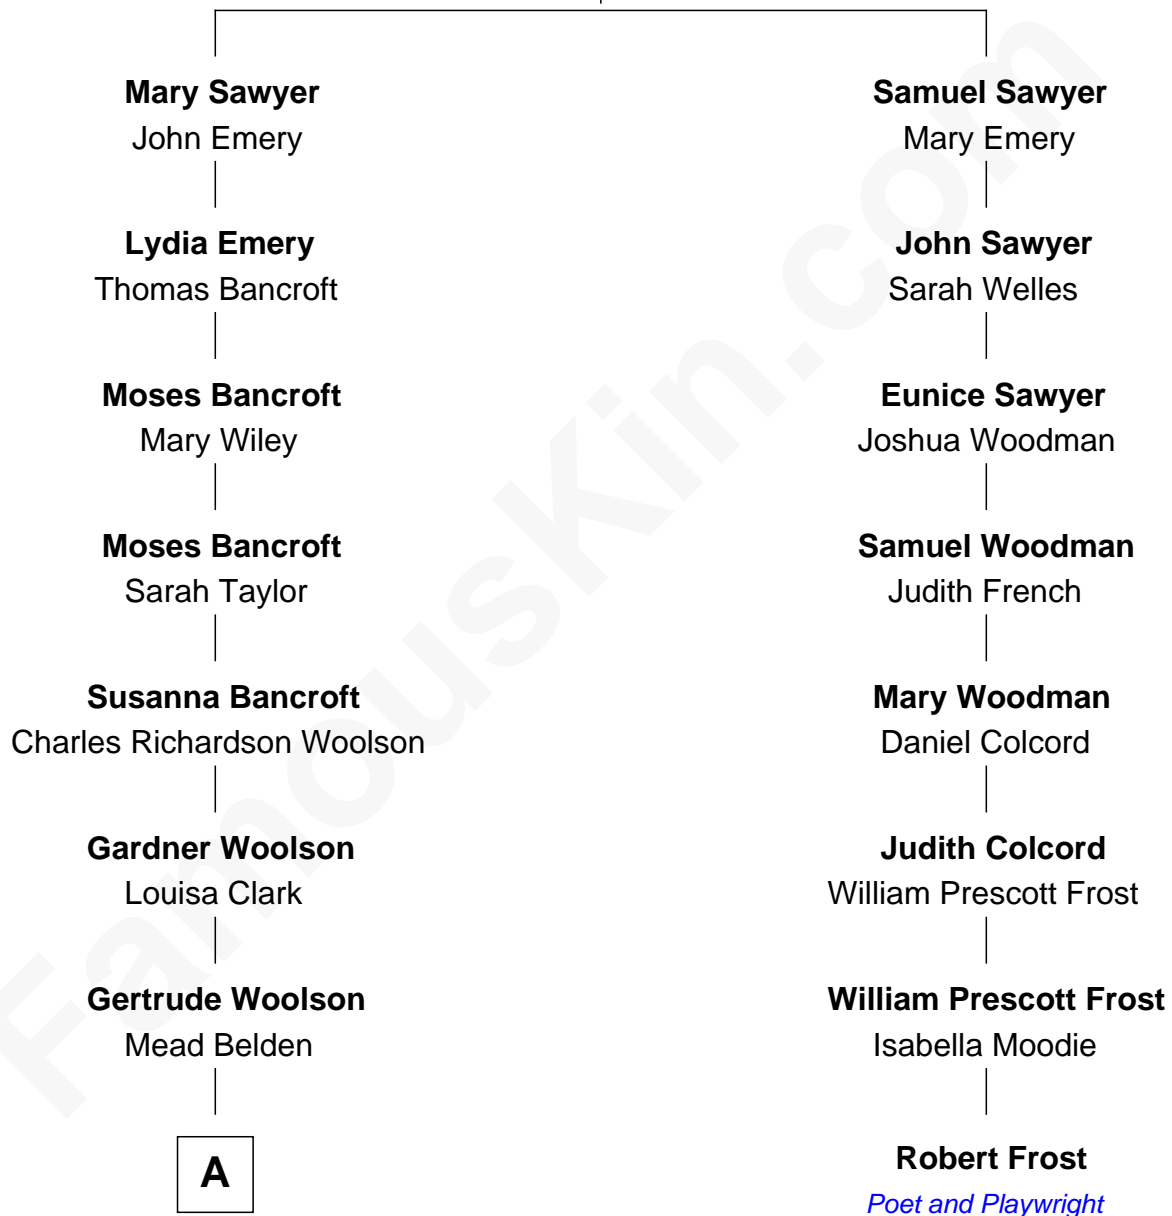 Mary Sawyer
John Emery
Lydia Emery
Thomas Bancroft
Moses Bancroft
Mary Wiley
Moses Bancroft
Sarah Taylor
Susanna Bancroft
Charles Richardson Woolson
Gardner Woolson
Louisa Clark
Gertrude Woolson
Mead Belden
A
Samuel Sawyer
Mary Emery
John Sawyer
Sarah Welles
Eunice Sawyer
Joshua Woodman
Samuel Woodman
Judith French
Mary Woodman
Daniel Colcord
Judith Colcord
William Prescott Frost
William Prescott Frost
Isabella Moodie
Robert Frost
Poet and Playwright
FamousKin.com